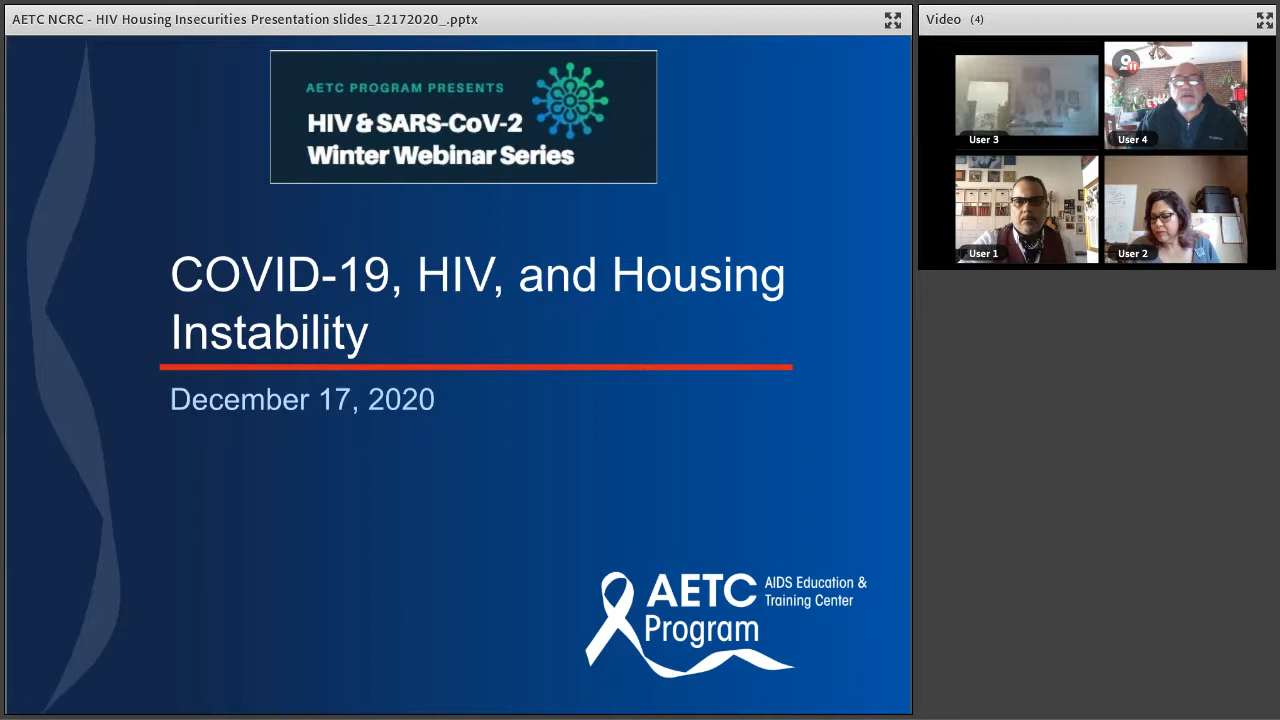 AETC NCRC - HIV Housing Insecurities Presentation slides_12172020_.pptx
Video (4)
AETC PROGRAM PRESENTS
HIV & SARS-CoV-2
Winter Webinar Series
COVID-19, HIV, and Housing
Instability
December 17, 2020
AETC AIDS Education &
Training Center
Program
User 3
User 4
User 1
User 2